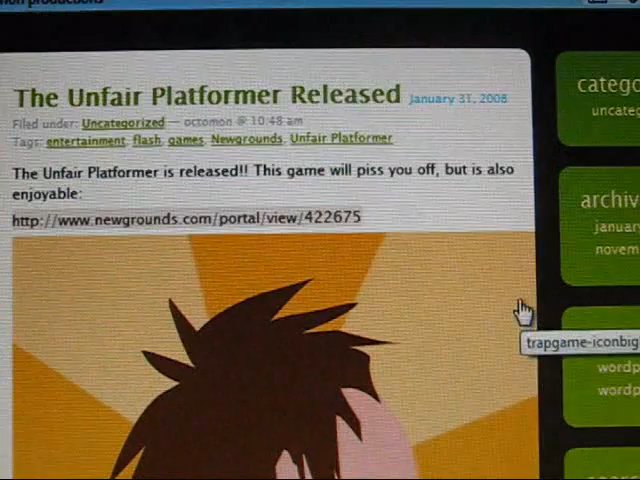 productions
The Unfair Platformer Released January 31, 2008
Filed under: Uncategorized — octomon @ 10:48 am
Tags: entertainment, flash, games, Newgrounds, Unfair Platformer
The Unfair Platformer is released!! This game will piss you off, but is also
enjoyable:
http://www.newgrounds.com/portal/view/422675
catego
uncateg
archiv
januar
novem
trapgame-iconbig
wordp
wordp